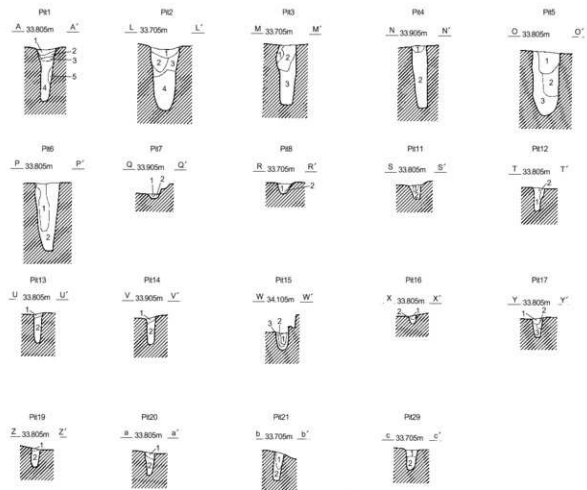 Pit1 Pit2 Pit3 Pit4 Pit5
A 33.805m A´ L 33.705m L´ M 33.705m M´ N 33.905m N´ O 33.805m O´
1 2 3 5 4
1 2 3 4
1 2 3
1 2
1 2 3
Pit6 Pit7 Pit8 Pit11 Pit12
P 33.805m P´ Q 33.905m Q´ R 33.705m R´ S 33.805m S´ T 33.805m T´
1 2
1 2
1 2
2 1
Pit13 Pit14 Pit15 Pit16 Pit17
U 33.805m U´ V 33.905m V´ W 34.105m W´ X 33.805m X´ Y 33.805m Y´
1 2
1 2
3 2 1
2 1
1 2 3
Pit19 Pit20 Pit21 Pit29
Z 33.805m Z´ a 33.805m a´ b 33.705m b´ c 33.705m c´
1 2
1 2
1 2
2